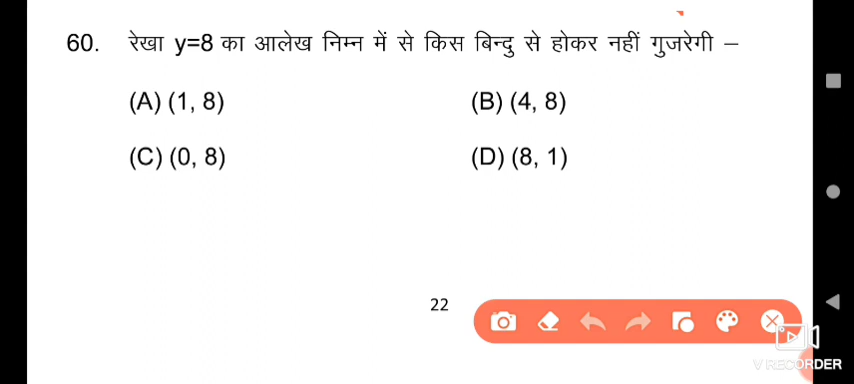 60. रेखा y=8 का आलेख निम्न में से किस बिन्दु से होकर नहीं गुजरेगी –
(A) (1, 8) (B) (4, 8)
(C) (0, 8) (D) (8, 1)
22
V RECORDER